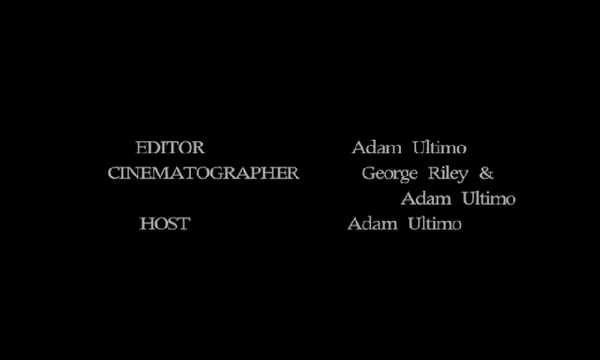 EDITOR Adam Ultimo
CINEMATOGRAPHER George Riley &
Adam Ultimo
HOST Adam Ultimo